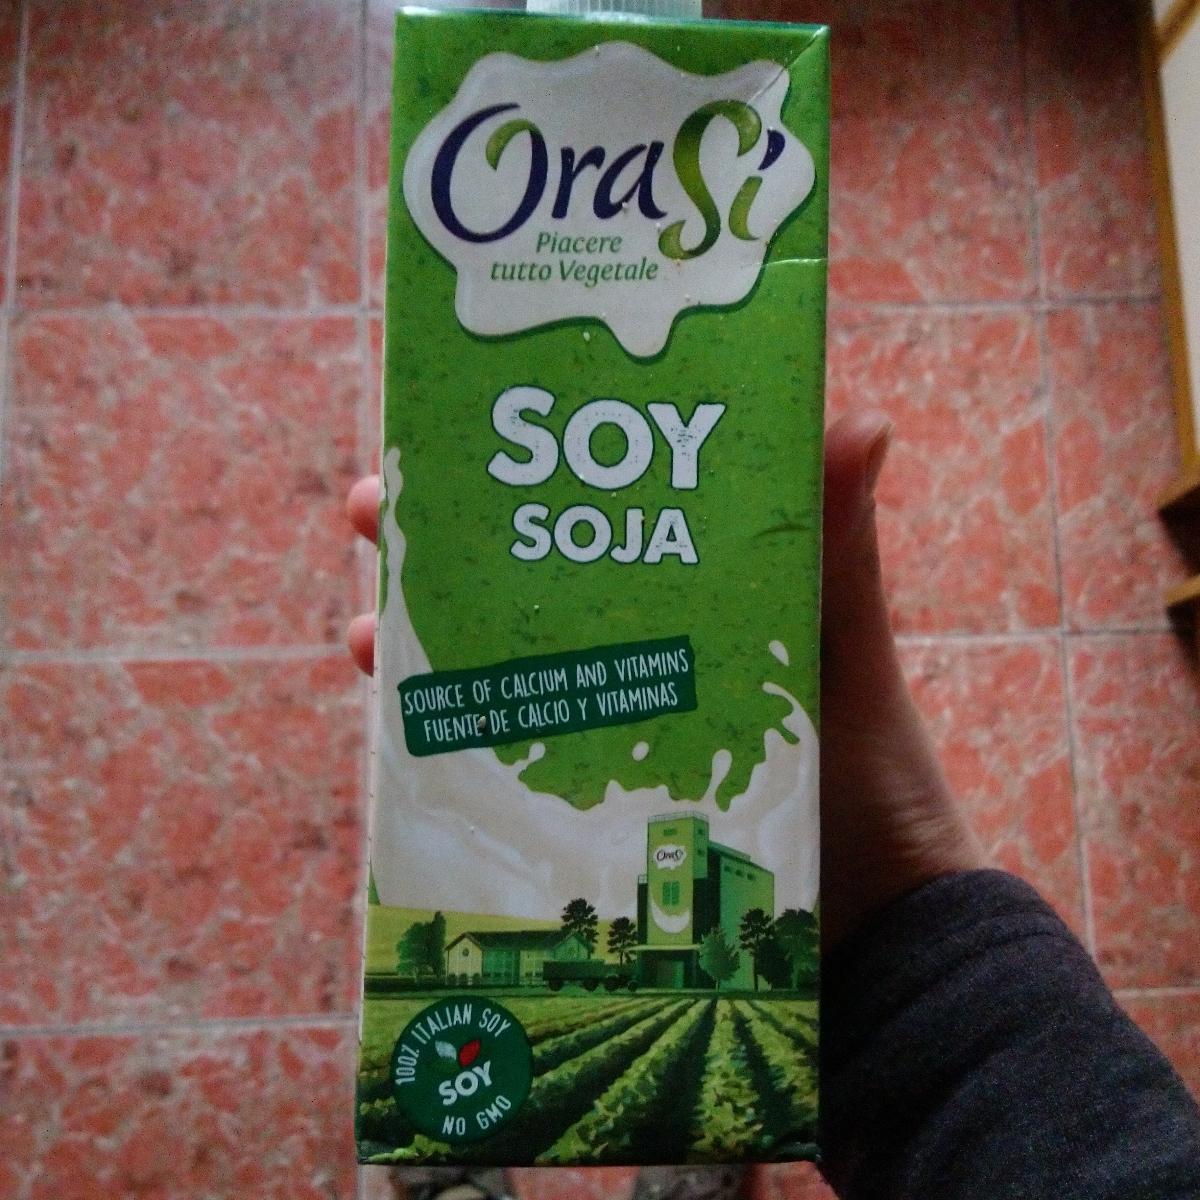 OraSì
Piacere
tutto Vegetale
SOY
SOJA
SOURCE OF CALCIUM AND VITAMINS
FUENTE DE CALCIO Y VITAMINAS
OraSì
100% ITALIAN SOY
SOY
NO GMO